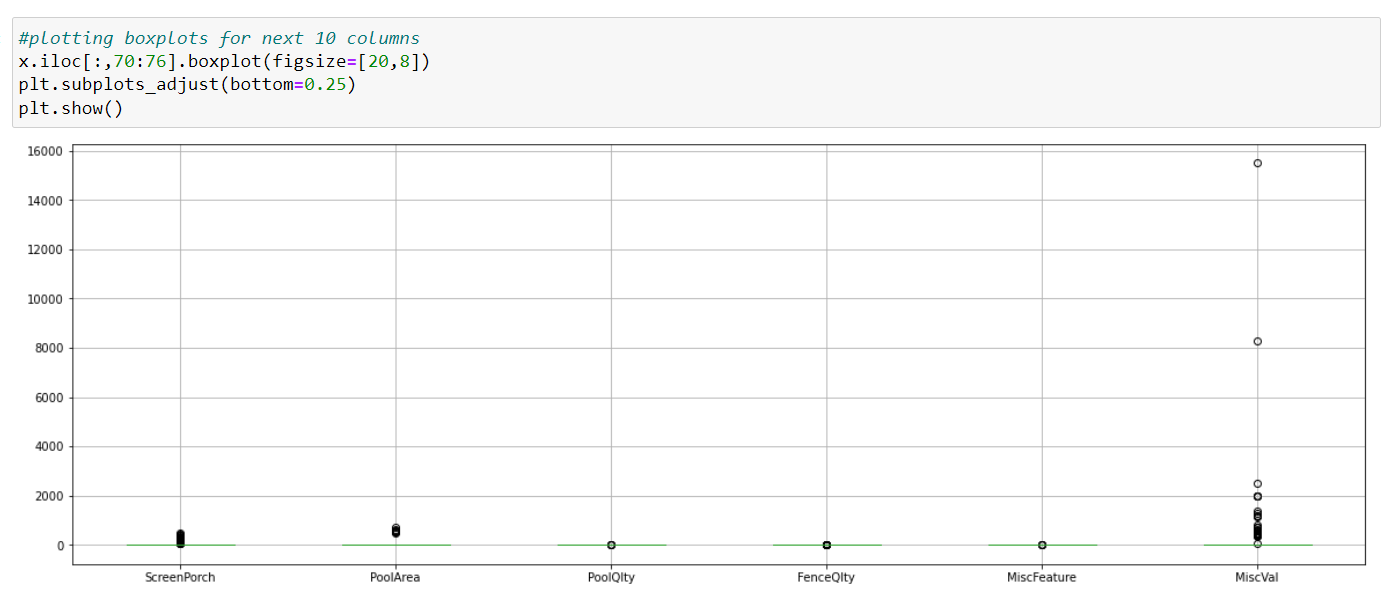 #plotting boxplots for next 10 columns
x.iloc[:,70:76].boxplot(figsize=[20,8])
plt.subplots_adjust(bottom=0.25)
plt.show()
16000
14000
12000
10000
8000
6000
4000
2000
0
ScreenPorch PoolArea PoolQlty FenceQlty MiscFeature MiscVal